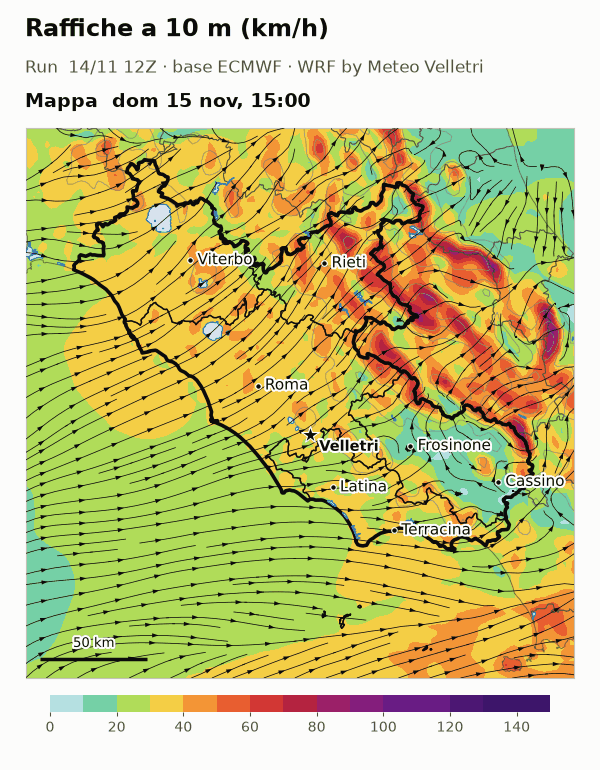 Raffiche a 10 m (km/h)
Run 14/11 12Z · base ECMWF · WRF by Meteo Velletri
Mappa dom 15 nov, 15:00
Viterbo
Rieti
Roma
Velletri
Frosinone
Cassino
Latina
Terracina
50 km
0 20 40 60 80 100 120 140